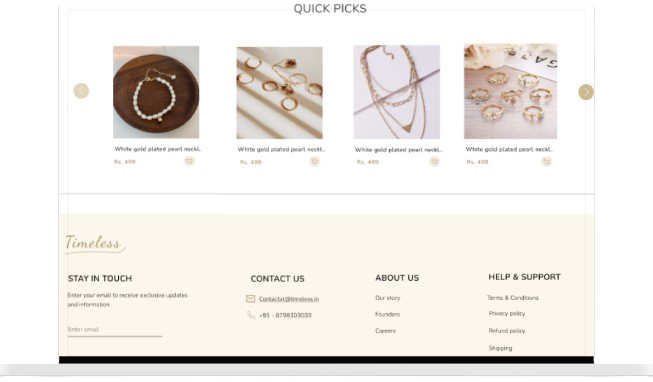 QUICK PICKS
White gold plated pearl neckl..
White gold plated pearl neckl..
White gold plated pearl neckl..
White gold plated pearl neckl..
Rs. 499
Rs. 499
Rs. 499
Rs. 499
Timeless
STAY IN TOUCH
Enter your email to receive exclusive updates
and information
Enter email
CONTACT US
Contactat@timeless.in
+91 - 8798303030
ABOUT US
Our story
Founders
Careers
HELP & SUPPORT
Terms & Conditions
Privacy policy
Refund policy
Shipping